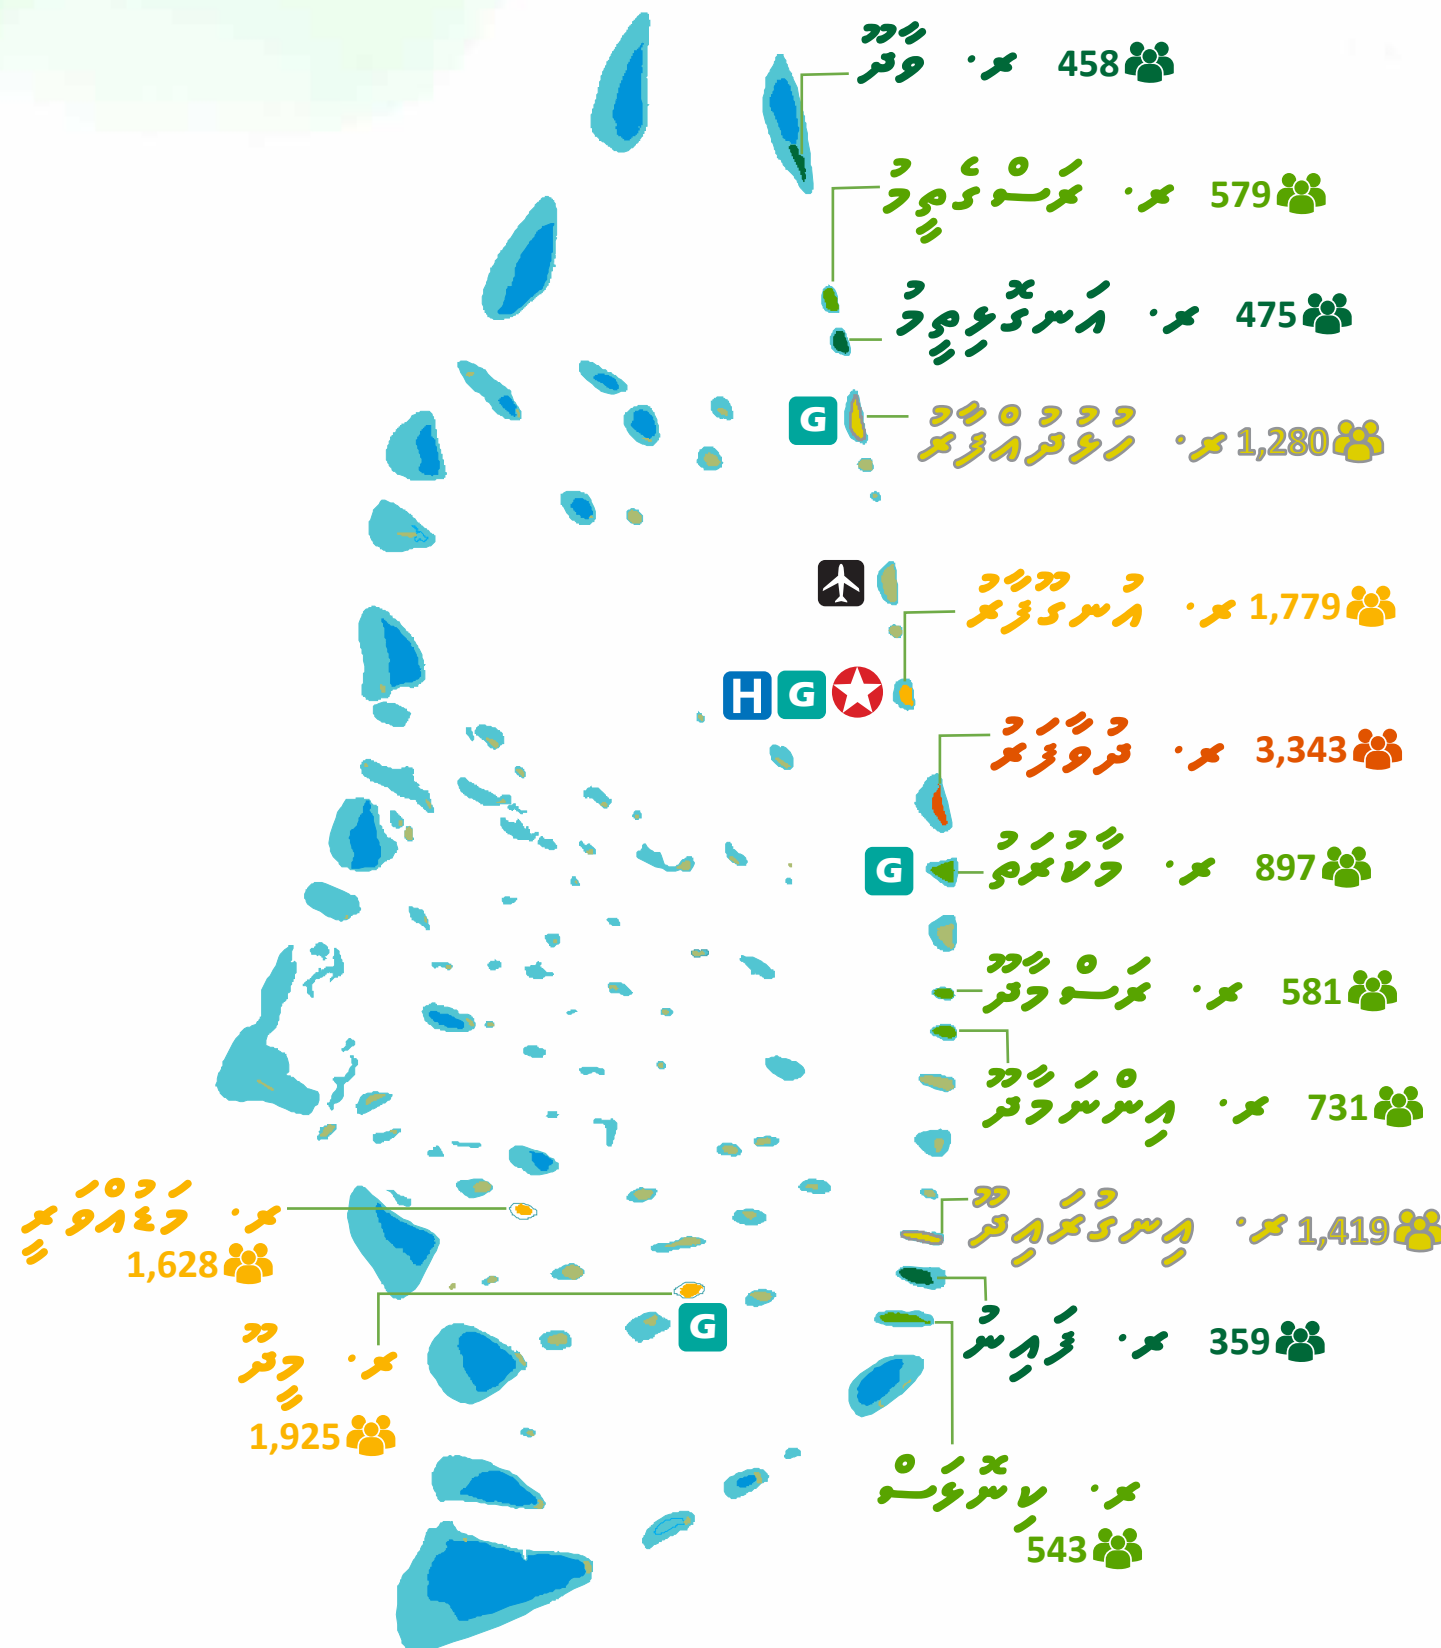 ރ. ވާދޫ 458
ރ. ރަސްގެތީމު 579
ރ. އަނގޮޅިތީމު 475
G
ރ. ހުޅުދުއްފާރު 1,280
ރ. އުނގޫފާރު 1,779
H G
ރ. ދުވާފަރު 3,343
G
ރ. މާކުރަތު 897
ރ. ރަސްމާދޫ 581
ރ. އިންނަމާދޫ 731
ރ. މަޑުއްވަރީ
1,628
ރ. އިނގުރައިދޫ 1,419
G
ރ. ފައިނު 359
ރ. މީދޫ
1,925
ރ. ކިނޮޅަސް
543